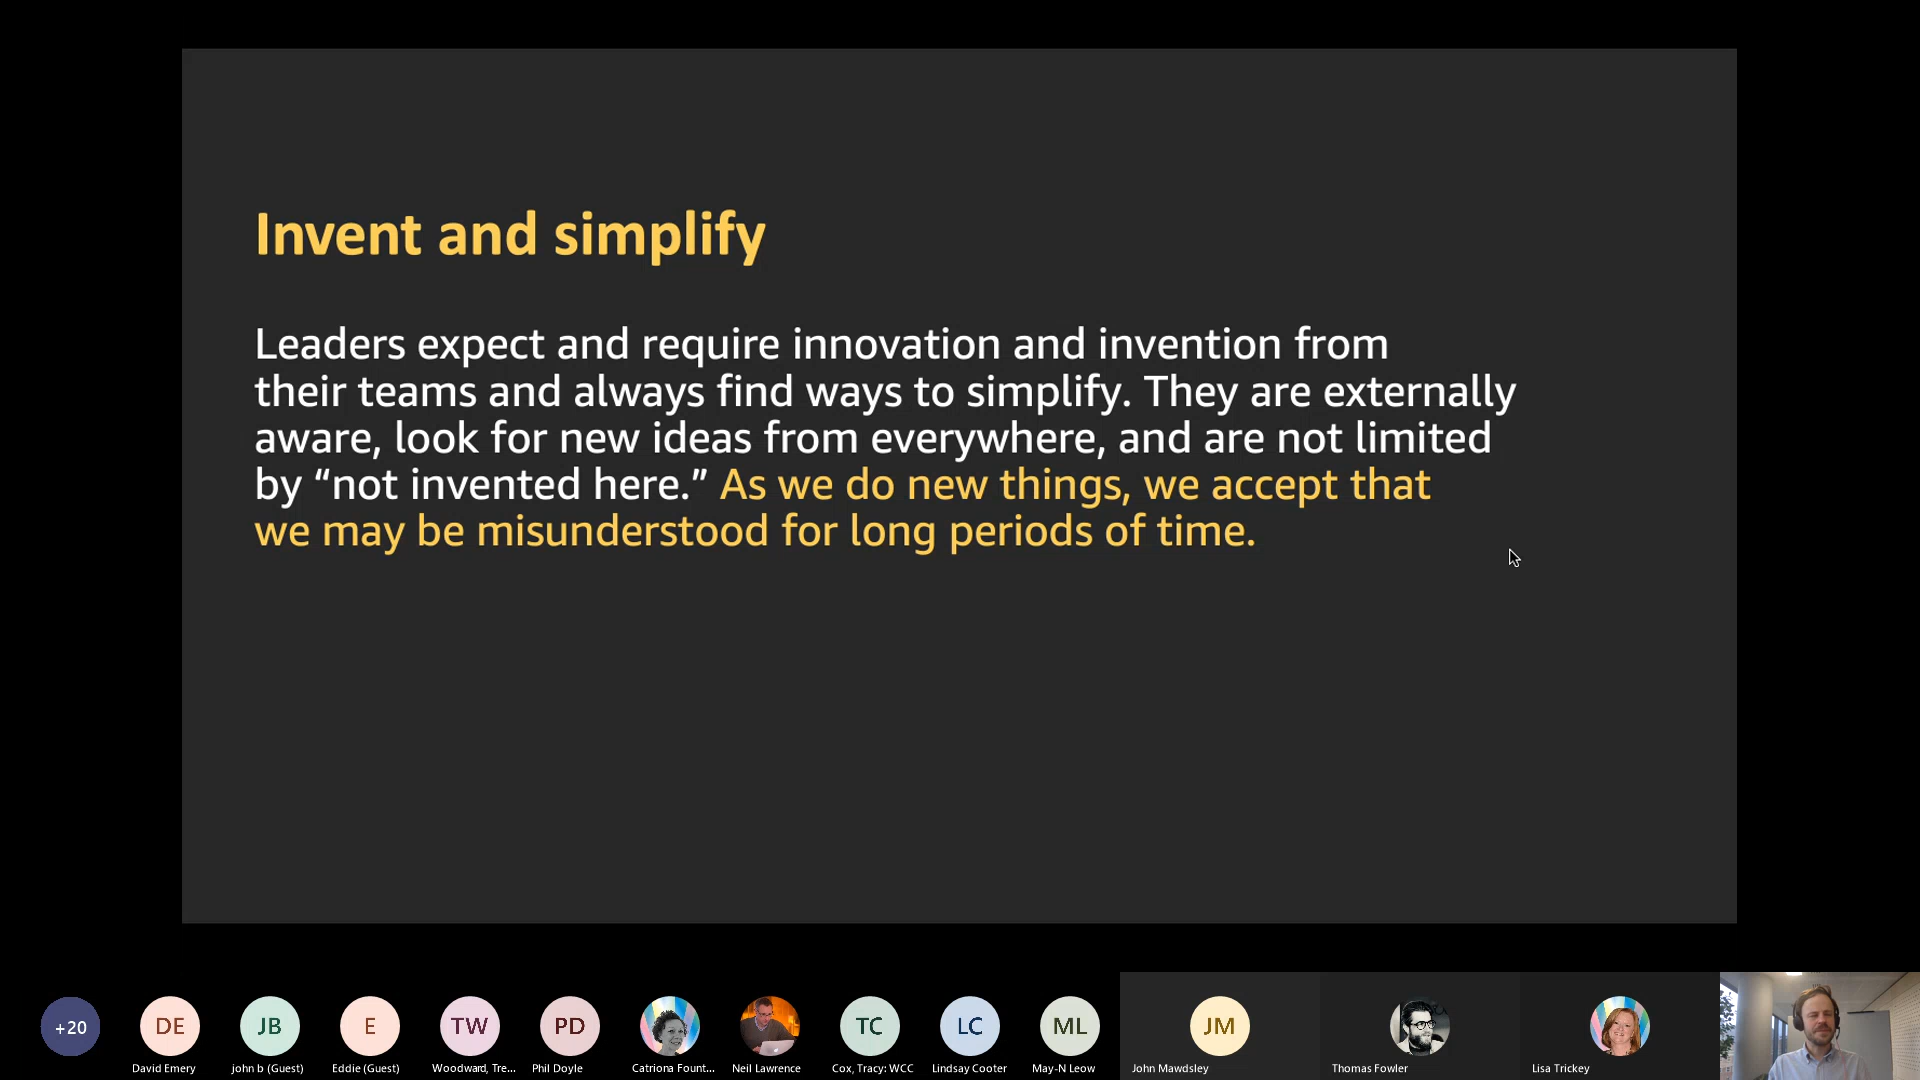 Invent and simplify
Leaders expect and require innovation and invention from
their teams and always find ways to simplify. They are externally
aware, look for new ideas from everywhere, and are not limited
by “not invented here.” As we do new things, we accept that
we may be misunderstood for long periods of time.
+20
DE
JB
E
TW
PD
TC
LC
ML
JM
David Emery
john b (Guest)
Eddie (Guest)
Woodward, Tre...
Phil Doyle
Catriona Fount...
Neil Lawrence
Cox, Tracy: WCC
Lindsay Cooter
May-N Leow
John Mawdsley
Thomas Fowler
Lisa Trickey